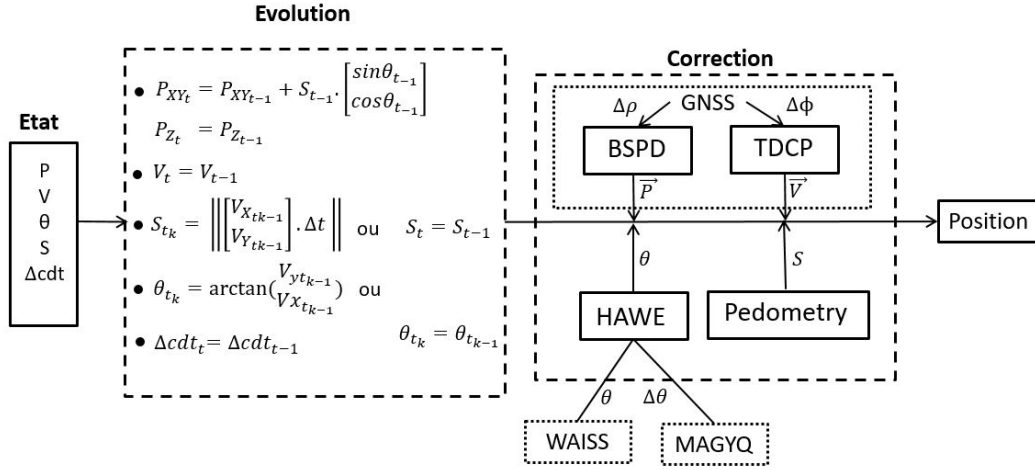 Evolution
Correction
Etat
P
V
θ
S
Δcdt
• P_{XY_t} = P_{XY_{t-1}} + S_{t-1}. [sinθ_{t-1} cosθ_{t-1}]
P_{Z_t} = P_{Z_{t-1}}
• V_t = V_{t-1}
• S_{t_k} = ‖[V_{X_{tk-1}} V_{Y_{tk-1}}] . Δt‖ ou S_t = S_{t-1}
• θ_{t_k} = arctan(V_{yt_{k-1}} Vx_{t_{k-1}}) ou
θ_{t_k} = θ_{t_{k-1}}
• Δcdt_t = Δcdt_{t-1}
Δρ GNSS Δϕ
BSPD TDCP
P⃗ V⃗
Position
θ S
HAWE Pedometry
θ Δθ
WAISS MAGYQ